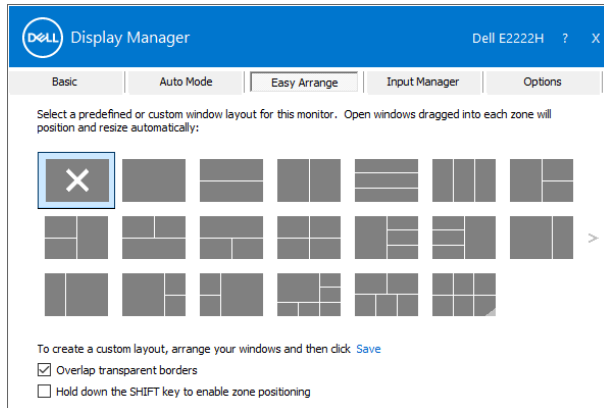 DELL Display Manager Dell E2222H ? X
Basic Auto Mode Easy Arrange Input Manager Options
Select a predefined or custom window layout for this monitor. Open windows dragged into each zone will
position and resize automatically:
>
To create a custom layout, arrange your windows and then click Save
Overlap transparent borders
Hold down the SHIFT key to enable zone positioning